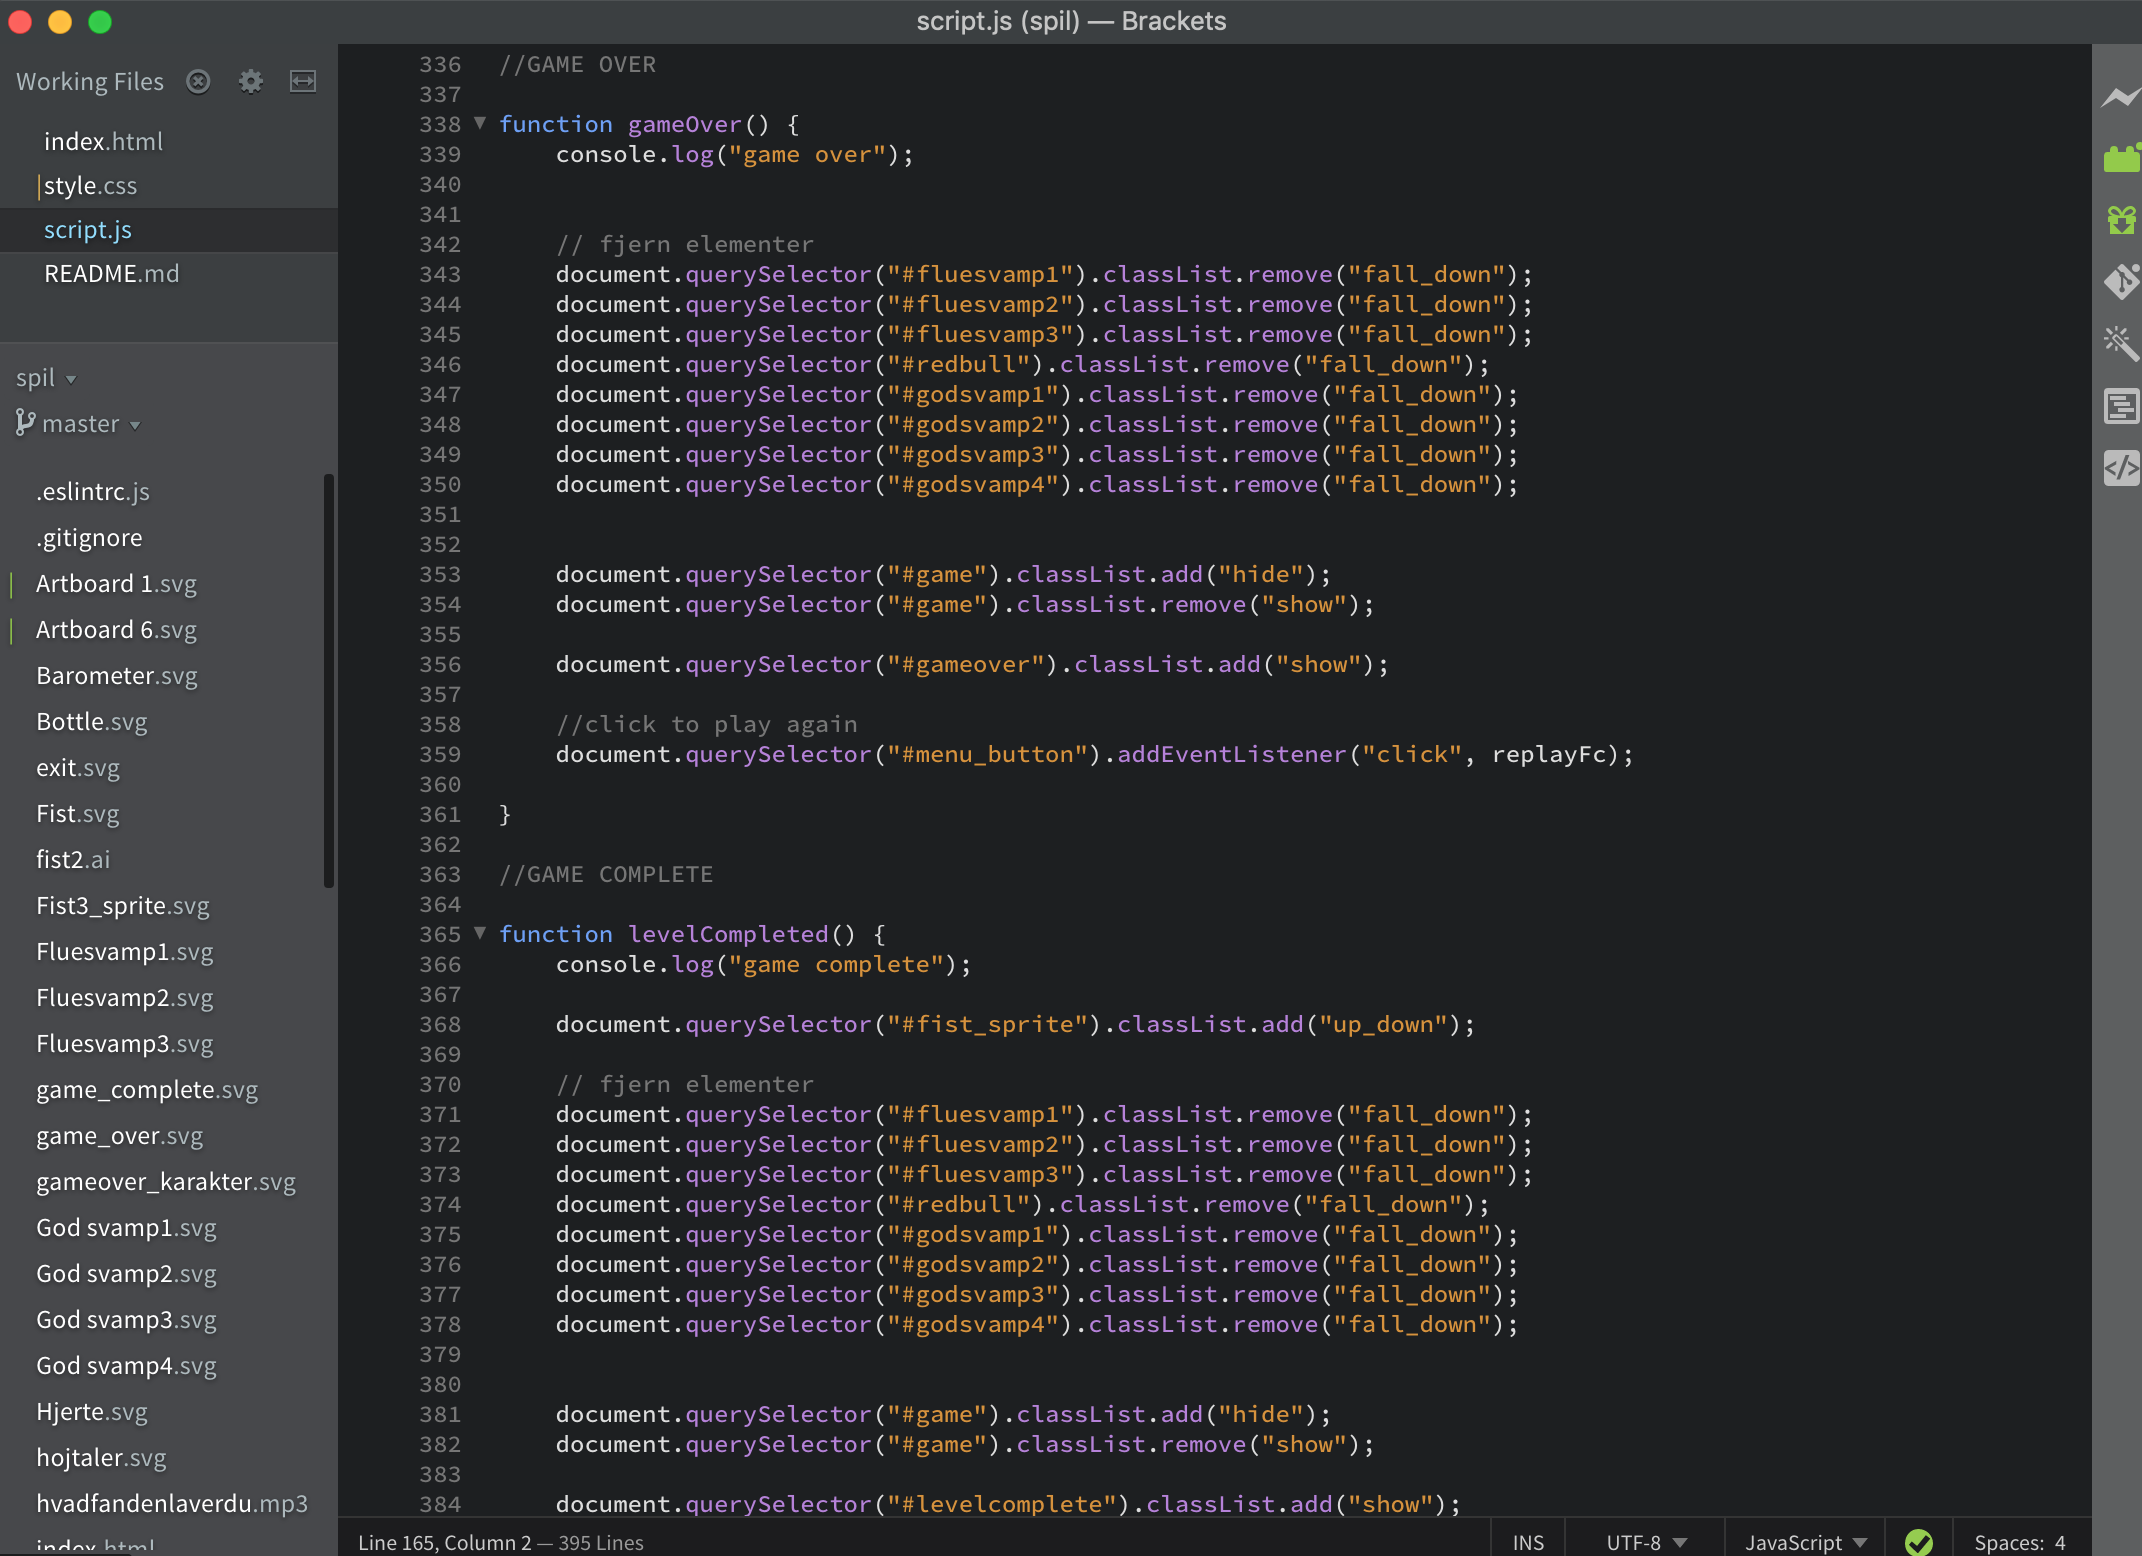 script.js (spil) — Brackets
Working Files
index.html
style.css
script.js
README.md
spil
master
.eslintrc.js
.gitignore
Artboard 1.svg
Artboard 6.svg
Barometer.svg
Bottle.svg
exit.svg
Fist.svg
fist2.ai
Fist3_sprite.svg
Fluesvamp1.svg
Fluesvamp2.svg
Fluesvamp3.svg
game_complete.svg
game_over.svg
gameover_karakter.svg
God svamp1.svg
God svamp2.svg
God svamp3.svg
God svamp4.svg
Hjerte.svg
hojtaler.svg
hvadfandenlaverdu.mp3
index.html
336 //GAME OVER
337
338 function gameOver() {
339 console.log("game over");
340
341
342 // fjern elementer
343 document.querySelector("#fluesvamp1").classList.remove("fall_down");
344 document.querySelector("#fluesvamp2").classList.remove("fall_down");
345 document.querySelector("#fluesvamp3").classList.remove("fall_down");
346 document.querySelector("#redbull").classList.remove("fall_down");
347 document.querySelector("#godsvamp1").classList.remove("fall_down");
348 document.querySelector("#godsvamp2").classList.remove("fall_down");
349 document.querySelector("#godsvamp3").classList.remove("fall_down");
350 document.querySelector("#godsvamp4").classList.remove("fall_down");
351
352
353 document.querySelector("#game").classList.add("hide");
354 document.querySelector("#game").classList.remove("show");
355
356 document.querySelector("#gameover").classList.add("show");
357
358 //click to play again
359 document.querySelector("#menu_button").addEventListener("click", replayFc);
360
361 }
362
363 //GAME COMPLETE
364
365 function levelCompleted() {
366 console.log("game complete");
367
368 document.querySelector("#fist_sprite").classList.add("up_down");
369
370 // fjern elementer
371 document.querySelector("#fluesvamp1").classList.remove("fall_down");
372 document.querySelector("#fluesvamp2").classList.remove("fall_down");
373 document.querySelector("#fluesvamp3").classList.remove("fall_down");
374 document.querySelector("#redbull").classList.remove("fall_down");
375 document.querySelector("#godsvamp1").classList.remove("fall_down");
376 document.querySelector("#godsvamp2").classList.remove("fall_down");
377 document.querySelector("#godsvamp3").classList.remove("fall_down");
378 document.querySelector("#godsvamp4").classList.remove("fall_down");
379
380
381 document.querySelector("#game").classList.add("hide");
382 document.querySelector("#game").classList.remove("show");
383
384 document.querySelector("#levelcomplete").classList.add("show");
Line 165, Column 2 — 395 Lines
INS
UTF-8
JavaScript
Spaces: 4